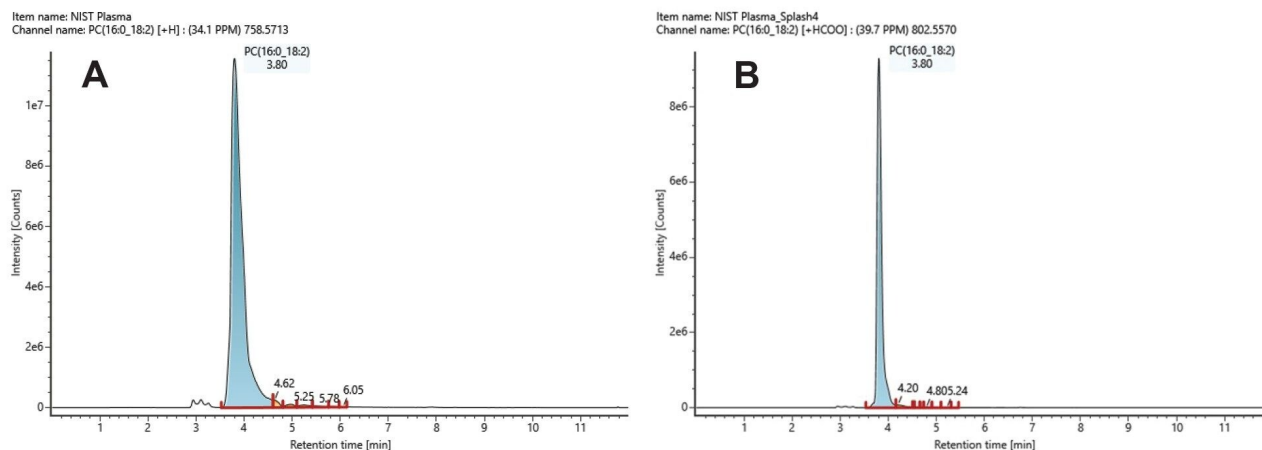 Item name: NIST Plasma
Channel name: PC(16:0_18:2) [+H] : (34.1 PPM) 758.5713
A
PC(16:0_18:2)
3.80
1e7
8e6
6e6
4e6
2e6
0
Intensity [Counts]
4.62
5.25
5.78
6.05
1 2 3 4 5 6 7 8 9 10 11
Retention time [min]
Item name: NIST Plasma_Splash4
Channel name: PC(16:0_18:2) [+HCOO] : (39.7 PPM) 802.5570
B
PC(16:0_18:2)
3.80
8e6
6e6
4e6
2e6
0
Intensity [Counts]
4.20
4.80
5.24
1 2 3 4 5 6 7 8 9 10 11
Retention time [min]